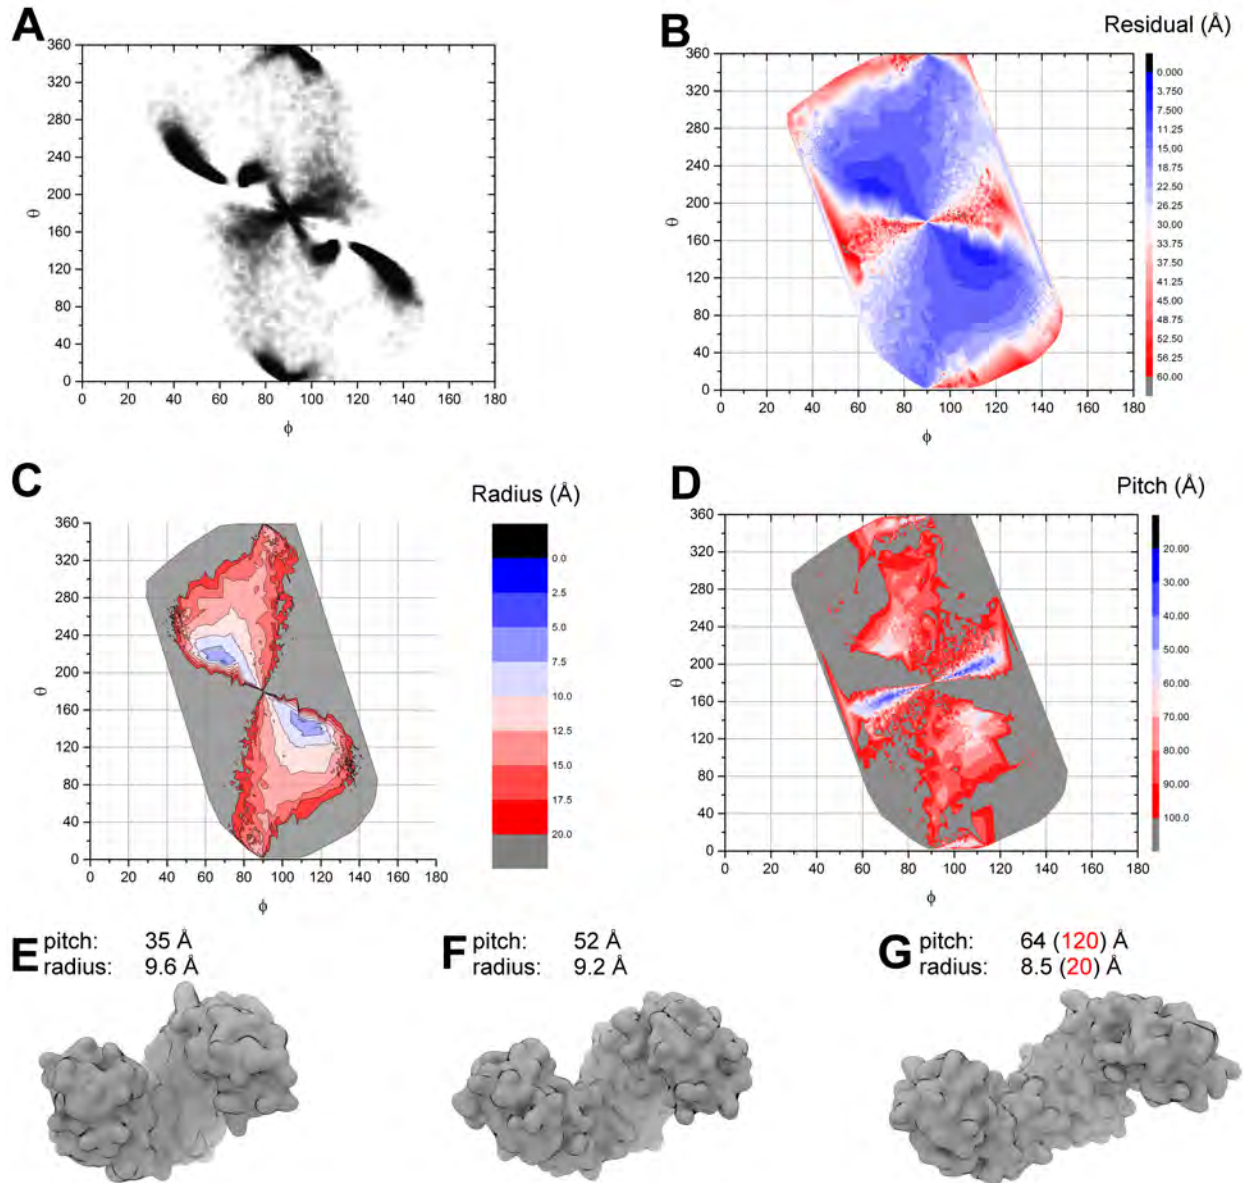 A
360
320
280
240
200
160
120
80
40
0
θ
0 20 40 60 80 100 120 140 160 180
ϕ
B
Residual (Å)
360
320
280
240
200
160
120
80
40
0
θ
0 20 40 60 80 100 120 140 160 180
ϕ
0.000
3.750
7.500
11.25
15.00
18.75
22.50
26.25
30.00
33.75
37.50
41.25
45.00
48.75
52.50
56.25
60.00
C
Radius (Å)
360
320
280
240
200
160
120
80
40
0
θ
0 20 40 60 80 100 120 140 160 180
ϕ
0.0
2.5
5.0
7.5
10.0
12.5
15.0
17.5
20.0
D
Pitch (Å)
360
320
280
240
200
160
120
80
40
0
θ
0 20 40 60 80 100 120 140 160 180
ϕ
20.00
30.00
40.00
50.00
60.00
70.00
80.00
90.00
100.0
E
pitch: 35 Å
radius: 9.6 Å
F
pitch: 52 Å
radius: 9.2 Å
G
pitch: 64 (120) Å
radius: 8.5 (20) Å